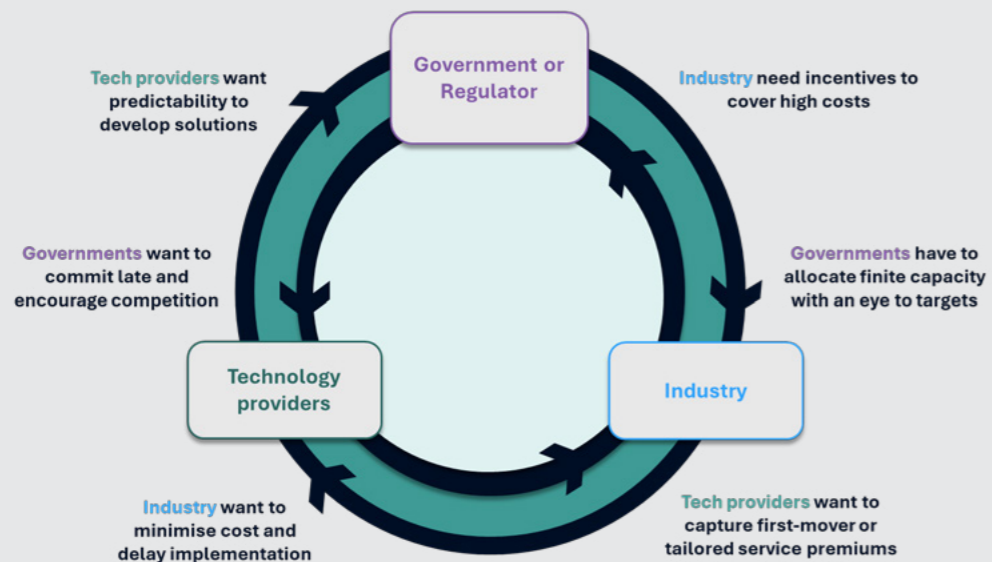 Government or
Regulator
Tech providers want
predictability to
develop solutions
Industry need incentives to
cover high costs
Governments want to
commit late and
encourage competition
Governments have to
allocate finite capacity
with an eye to targets
Technology
providers
Industry
Industry want to
minimise cost and
delay implementation
Tech providers want to
capture first-mover or
tailored service premiums